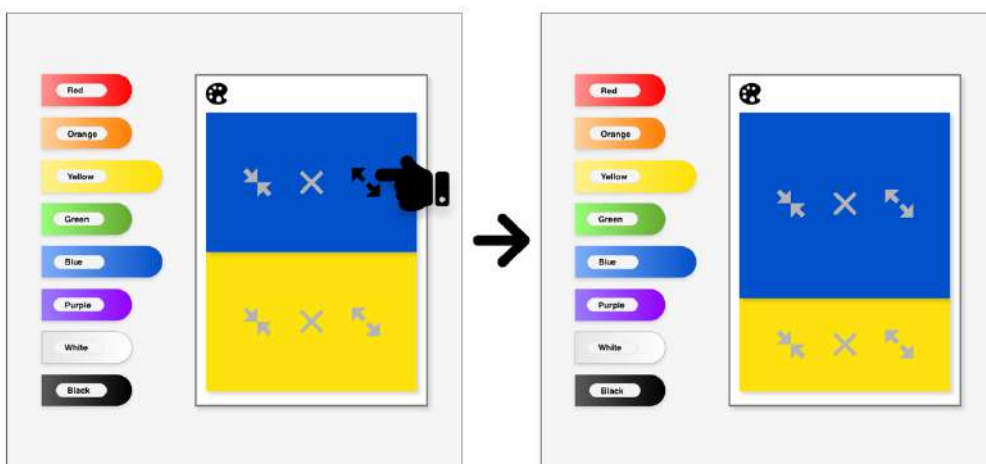 Red
Orange
Yellow
Green
Blue
Purple
White
Black
Red
Orange
Yellow
Green
Blue
Purple
White
Black